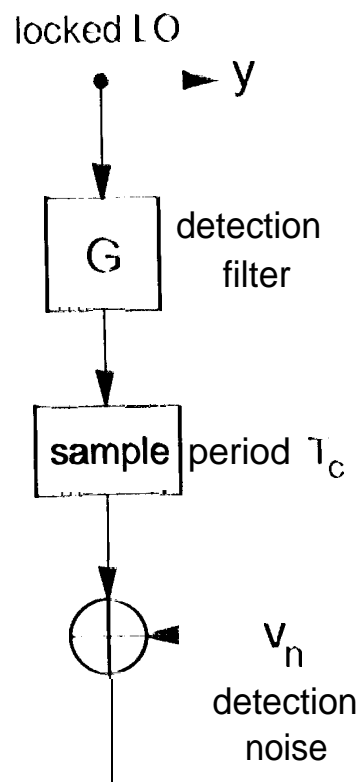 locked LO
y
G
detection
filter
sample period T_c
v_n
detection
noise